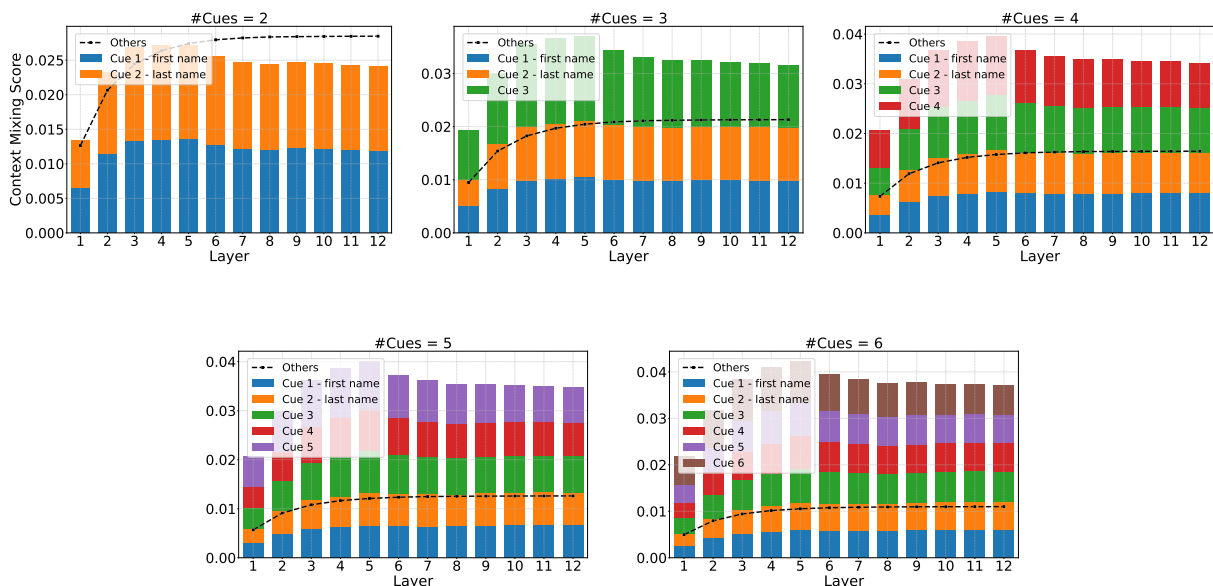 #Cues = 2
Context Mixing Score
0.025
0.020
0.015
0.010
0.005
0.000
Others
Cue 1 - first name
Cue 2 - last name
1 2 3 4 5 6 7 8 9 10 11 12
Layer
#Cues = 3
0.03
0.02
0.01
0.00
Others
Cue 1 - first name
Cue 2 - last name
Cue 3
1 2 3 4 5 6 7 8 9 10 11 12
Layer
#Cues = 4
0.04
0.03
0.02
0.01
0.00
Others
Cue 1 - first name
Cue 2 - last name
Cue 3
Cue 4
1 2 3 4 5 6 7 8 9 10 11 12
Layer
#Cues = 5
0.04
0.03
0.02
0.01
0.00
Others
Cue 1 - first name
Cue 2 - last name
Cue 3
Cue 4
Cue 5
1 2 3 4 5 6 7 8 9 10 11 12
Layer
#Cues = 6
0.04
0.03
0.02
0.01
0.00
Others
Cue 1 - first name
Cue 2 - last name
Cue 3
Cue 4
Cue 5
Cue 6
1 2 3 4 5 6 7 8 9 10 11 12
Layer